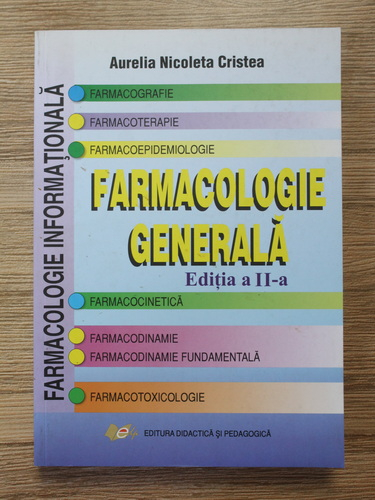 Aurelia Nicoleta Cristea
FARMACOLOGIE INFORMAȚIONALĂ
FARMACOGRAFIE
FARMACOTERAPIE
FARMACOEPIDEMIOLOGIE
FARMACOLOGIE
GENERALĂ
Ediția a II-a
FARMACOCINETICĂ
FARMACODINAMIE
FARMACODINAMIE FUNDAMENTALĂ
FARMACOTOXICOLOGIE
EDITURA DIDACTICĂ ȘI PEDAGOGICĂ